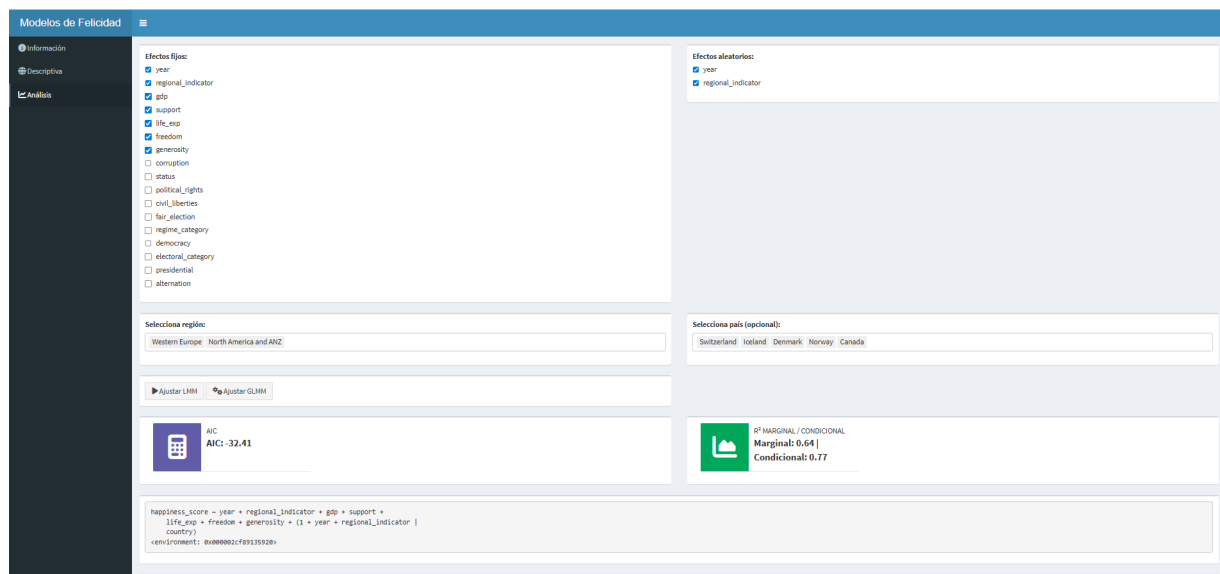 Modelos de Felicidad
Información
Descriptiva
Análisis
Efectos fijos:
year
regional_indicator
gdp
support
life_exp
freedom
generosity
corruption
status
political_rights
civil_liberties
fair_election
regime_category
democracy
electoral_category
presidential
alternation
Efectos aleatorios:
year
regional_indicator
Selecciona región:
Western Europe North America and ANZ
Selecciona país (opcional):
Switzerland Iceland Denmark Norway Canada
Ajustar LMM Ajustar GLMM
AIC
AIC: -32.41
R² MARGINAL / CONDICIONAL
Marginal: 0.64 |
Condicional: 0.77
happiness_score ~ year + regional_indicator + gdp + support +
life_exp + freedom + generosity + (1 + year + regional_indicator |
country)
<environment: 0x000002cf89135920>